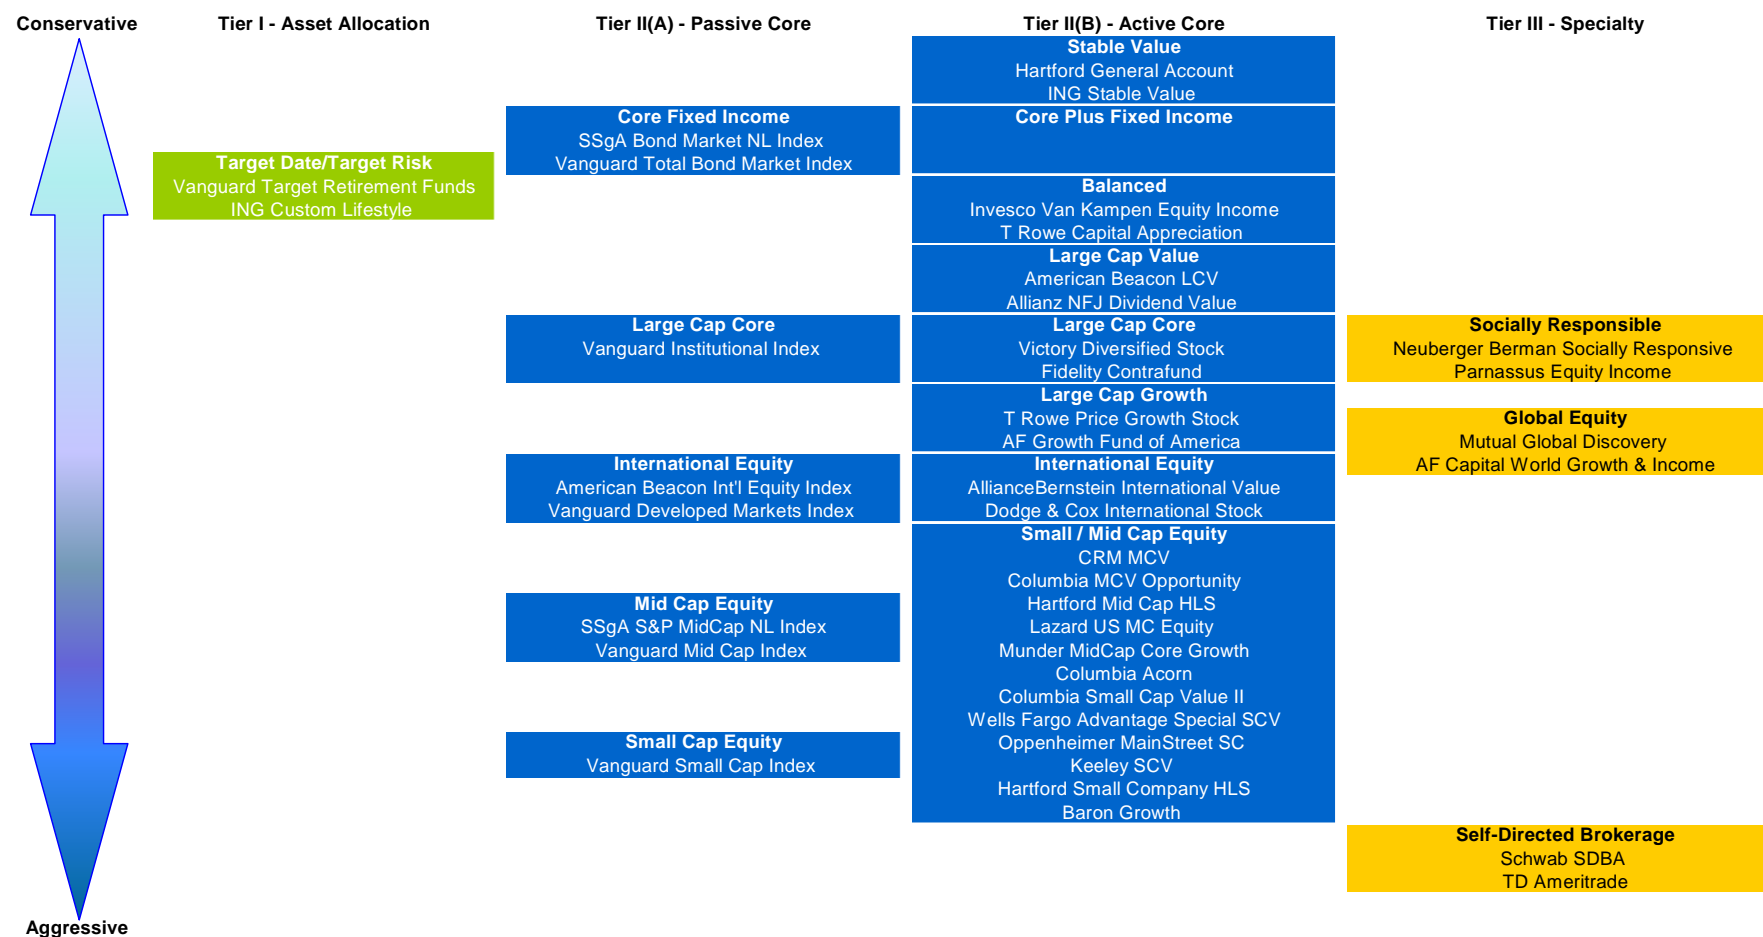 Conservative
Tier I - Asset Allocation
Tier II(A) - Passive Core
Tier II(B) - Active Core
Tier III - Specialty
Target Date/Target Risk
Vanguard Target Retirement Funds
ING Custom Lifestyle
Core Fixed Income
SSgA Bond Market NL Index
Vanguard Total Bond Market Index
Large Cap Core
Vanguard Institutional Index
International Equity
American Beacon Int'l Equity Index
Vanguard Developed Markets Index
Mid Cap Equity
SSgA S&P MidCap NL Index
Vanguard Mid Cap Index
Small Cap Equity
Vanguard Small Cap Index
Stable Value
Hartford General Account
ING Stable Value
Core Plus Fixed Income
Balanced
Invesco Van Kampen Equity Income
T Rowe Capital Appreciation
Large Cap Value
American Beacon LCV
Allianz NFJ Dividend Value
Large Cap Core
Victory Diversified Stock
Fidelity Contrafund
Large Cap Growth
T Rowe Price Growth Stock
AF Growth Fund of America
International Equity
AllianceBernstein International Value
Dodge & Cox International Stock
Small / Mid Cap Equity
CRM MCV
Columbia MCV Opportunity
Hartford Mid Cap HLS
Lazard US MC Equity
Munder MidCap Core Growth
Columbia Acorn
Columbia Small Cap Value II
Wells Fargo Advantage Special SCV
Oppenheimer MainStreet SC
Keeley SCV
Hartford Small Company HLS
Baron Growth
Socially Responsible
Neuberger Berman Socially Responsive
Parnassus Equity Income
Global Equity
Mutual Global Discovery
AF Capital World Growth & Income
Self-Directed Brokerage
Schwab SDBA
TD Ameritrade
Aggressive